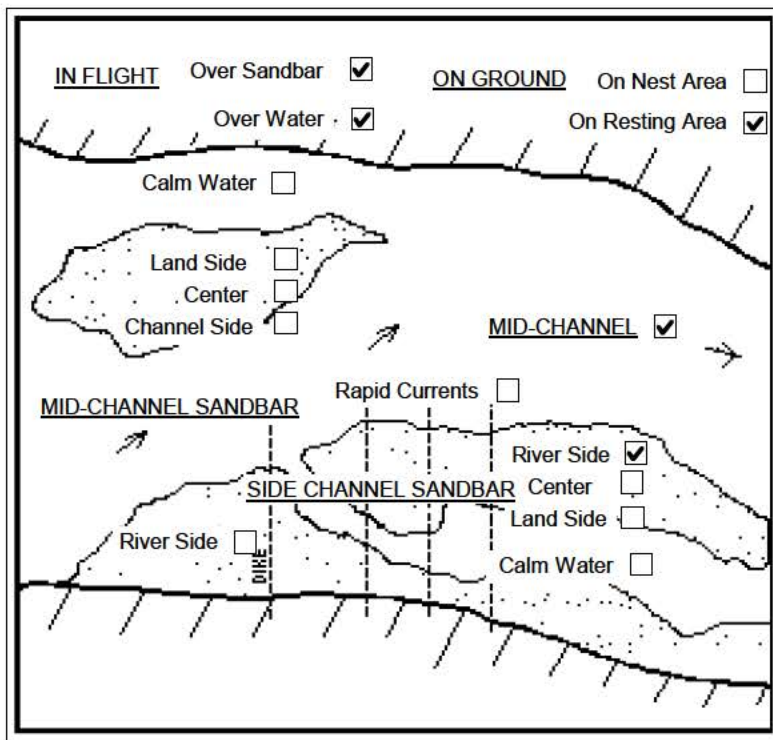 IN FLIGHT
Over Sandbar
ON GROUND
On Nest Area
Over Water
On Resting Area
Calm Water
Land Side
Center
Channel Side
MID-CHANNEL
Rapid Currents
MID-CHANNEL SANDBAR
River Side
SIDE CHANNEL SANDBAR
Center
Land Side
River Side
DIKE
Calm Water